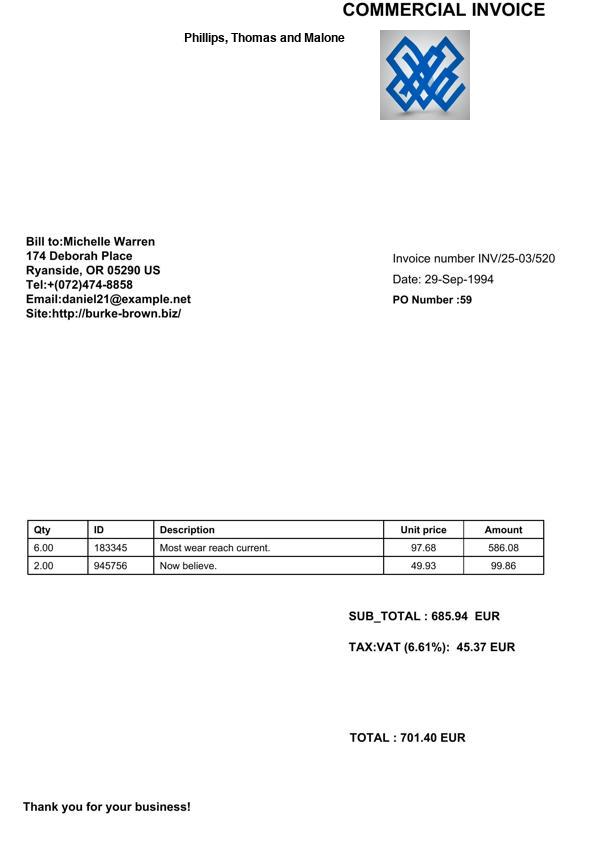 COMMERCIAL INVOICE
Phillips, Thomas and Malone
Bill to:Michelle Warren
174 Deborah Place
Ryanside, OR 05290 US
Tel:+(072)474-8858
Email:daniel21@example.net
Site:http://burke-brown.biz/
Invoice number INV/25-03/520
Date: 29-Sep-1994
PO Number :59
Qty ID Description Unit price Amount
6.00 183345 Most wear reach current. 97.68 586.08
2.00 945756 Now believe. 49.93 99.86
SUB_TOTAL : 685.94 EUR
TAX:VAT (6.61%): 45.37 EUR
TOTAL : 701.40 EUR
Thank you for your business!